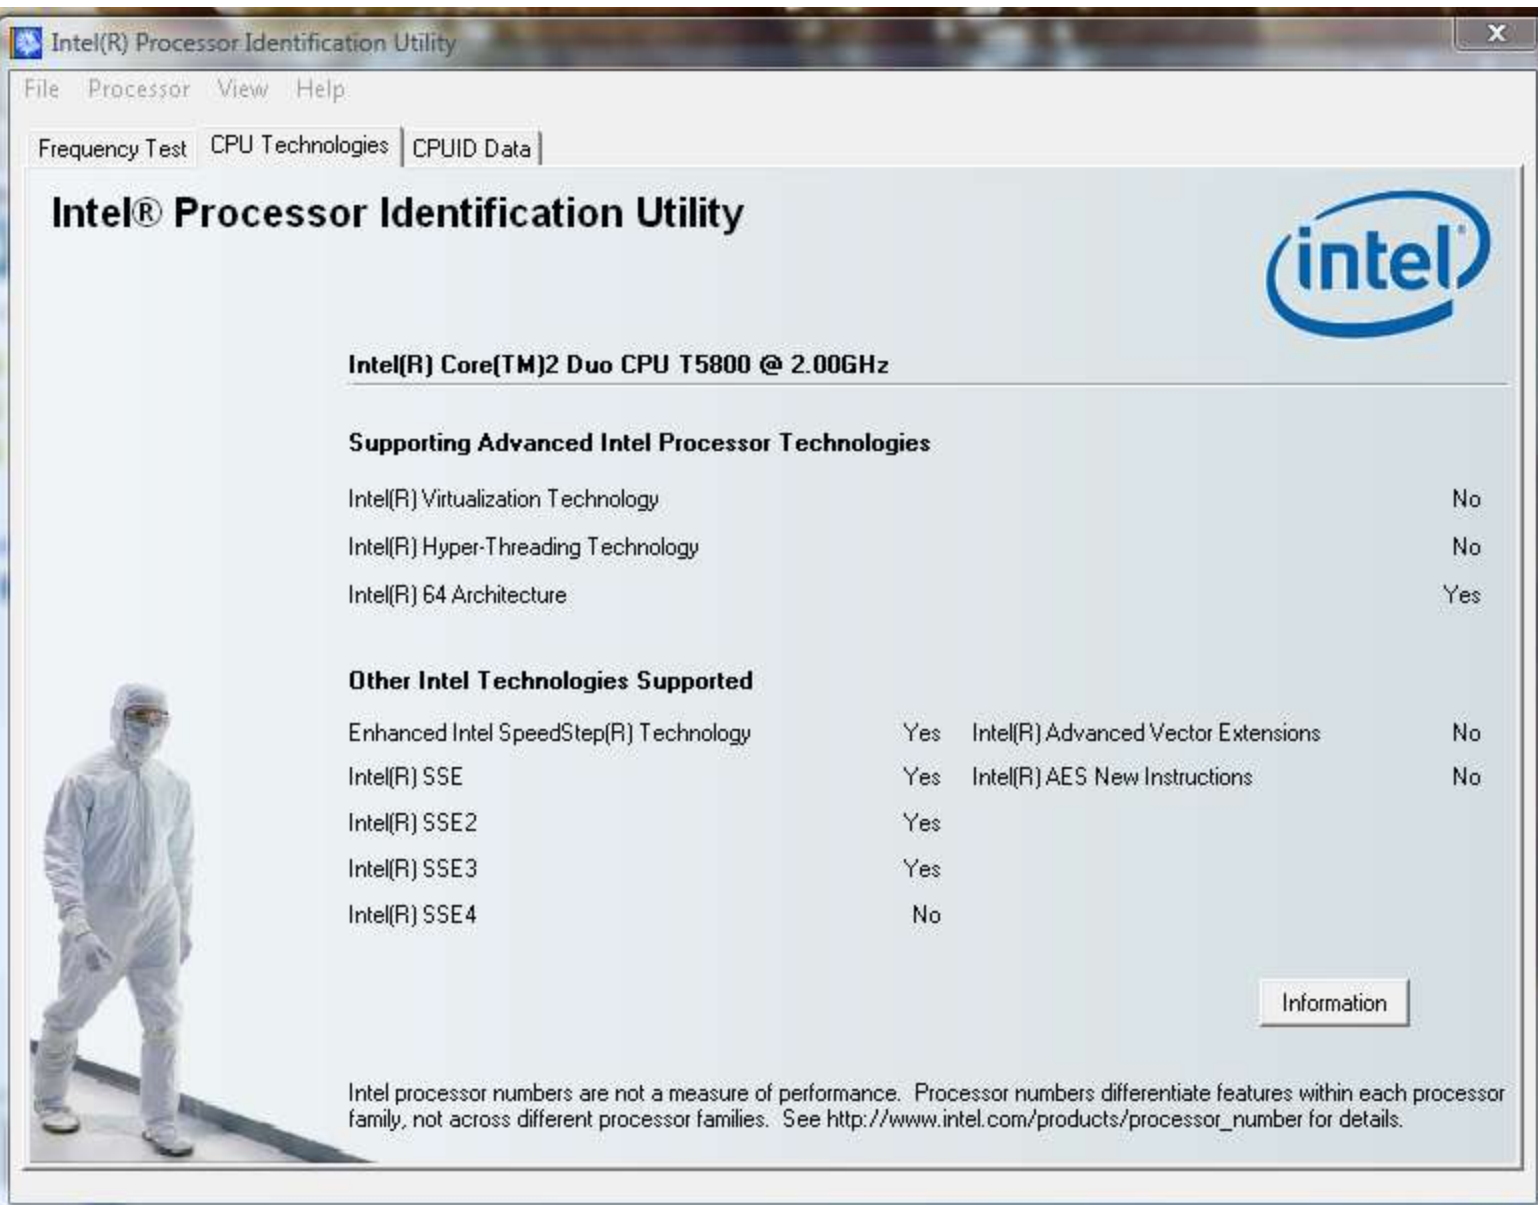 Intel(R) Processor Identification Utility
X
File Processor View Help
Frequency Test CPU Technologies CPUID Data
Intel® Processor Identification Utility
intel
Intel(R) Core(TM)2 Duo CPU T5800 @ 2.00GHz
Supporting Advanced Intel Processor Technologies
Intel(R) Virtualization Technology No
Intel(R) Hyper-Threading Technology No
Intel(R) 64 Architecture Yes
Other Intel Technologies Supported
Enhanced Intel SpeedStep(R) Technology Yes Intel(R) Advanced Vector Extensions No
Intel(R) SSE Yes Intel(R) AES New Instructions No
Intel(R) SSE2 Yes
Intel(R) SSE3 Yes
Intel(R) SSE4 No
Information
Intel processor numbers are not a measure of performance. Processor numbers differentiate features within each processor
family, not across different processor families. See http://www.intel.com/products/processor_number for details.